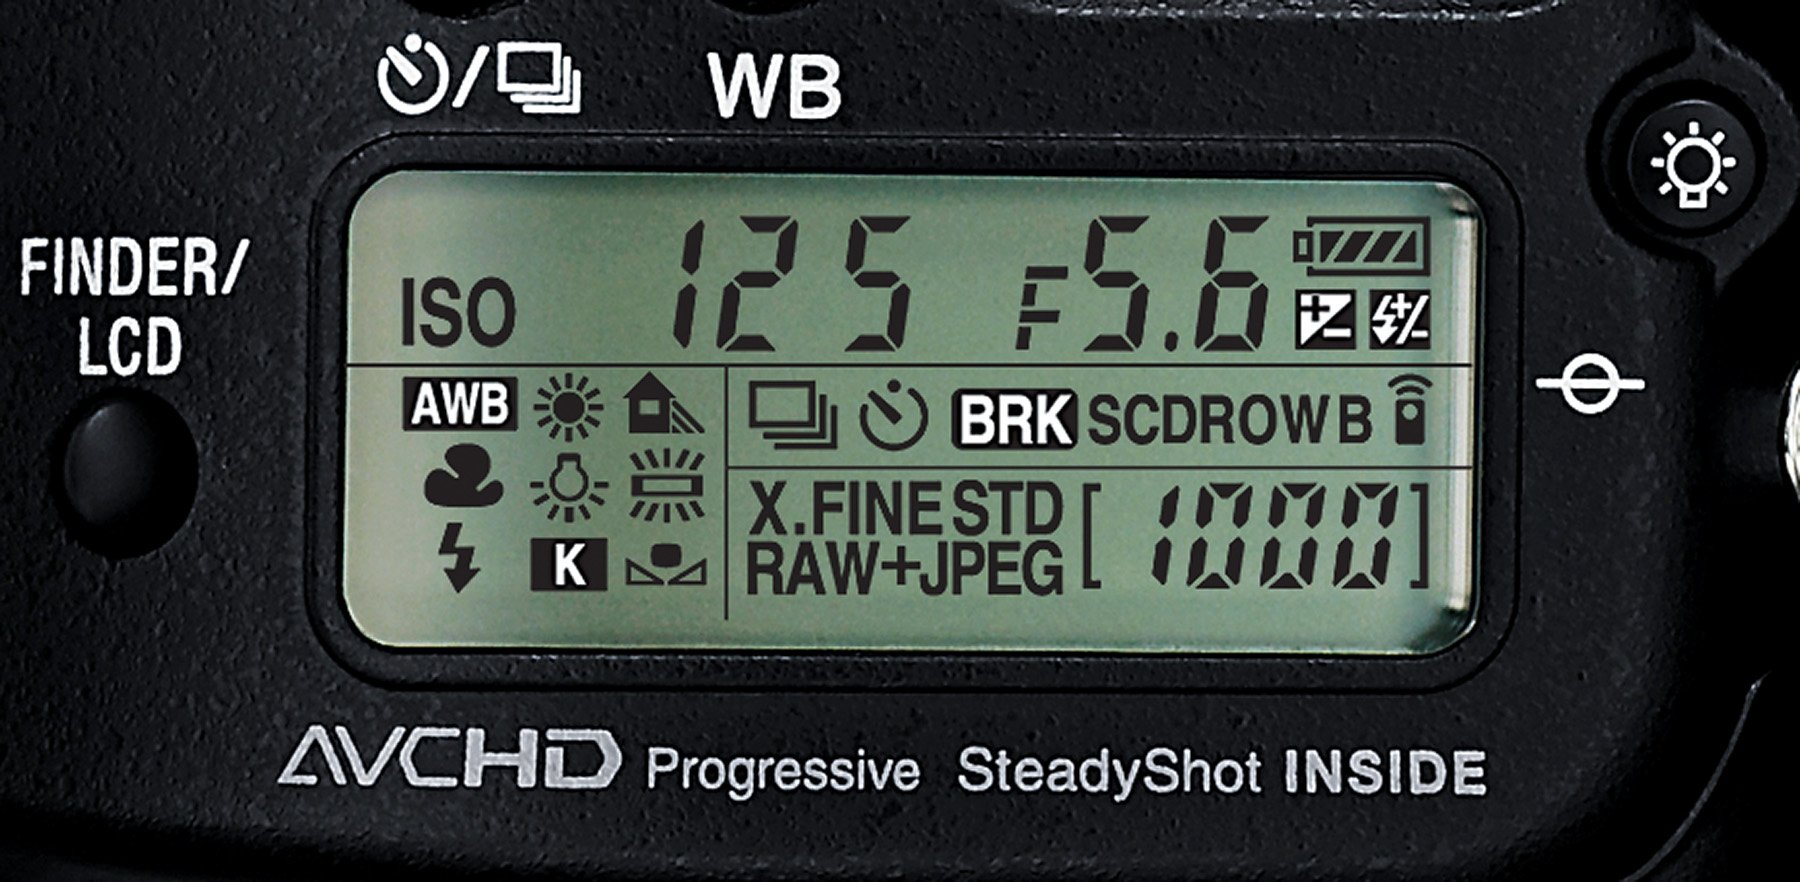 WB
FINDER/
LCD
ISO 125 F5.6
AWB
BRK SCDROWB
K
X.FINE STD
RAW+JPEG [1000]
AVCHD Progressive SteadyShot INSIDE